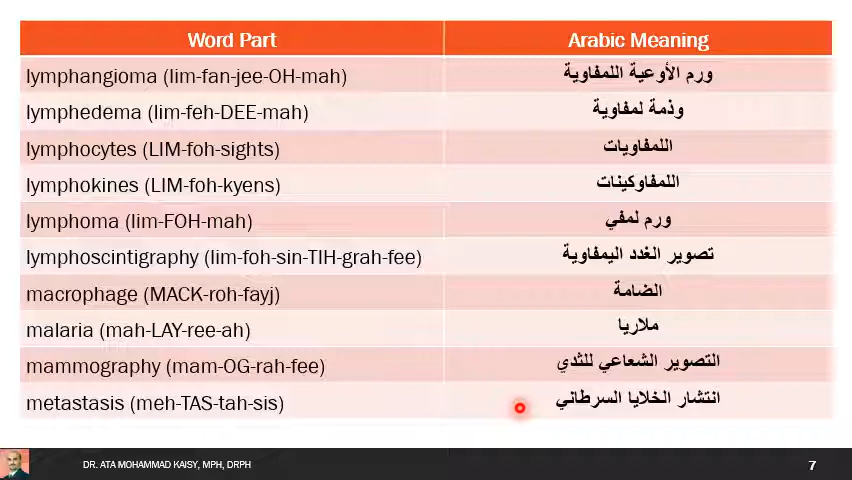 Word Part Arabic Meaning
lymphangioma (lim-fan-jee-OH-mah) ورم الأوعية اللمفاوية
lymphedema (lim-feh-DEE-mah) وذمة لمفاوية
lymphocytes (LIM-foh-sights) اللمفاويات
lymphokines (LIM-foh-kyens) اللمفاوكينات
lymphoma (lim-FOH-mah) ورم لمفي
lymphoscintigraphy (lim-foh-sin-TIH-grah-fee) تصوير الغدد اليمفاوية
macrophage (MACK-roh-fayj) الضامة
malaria (mah-LAY-ree-ah) ملاريا
mammography (mam-OG-rah-fee) التصوير الشعاعي للثدي
metastasis (meh-TAS-tah-sis) انتشار الخلايا السرطاني
DR. ATA MOHAMMAD KAISY, MPH, DRPH 7